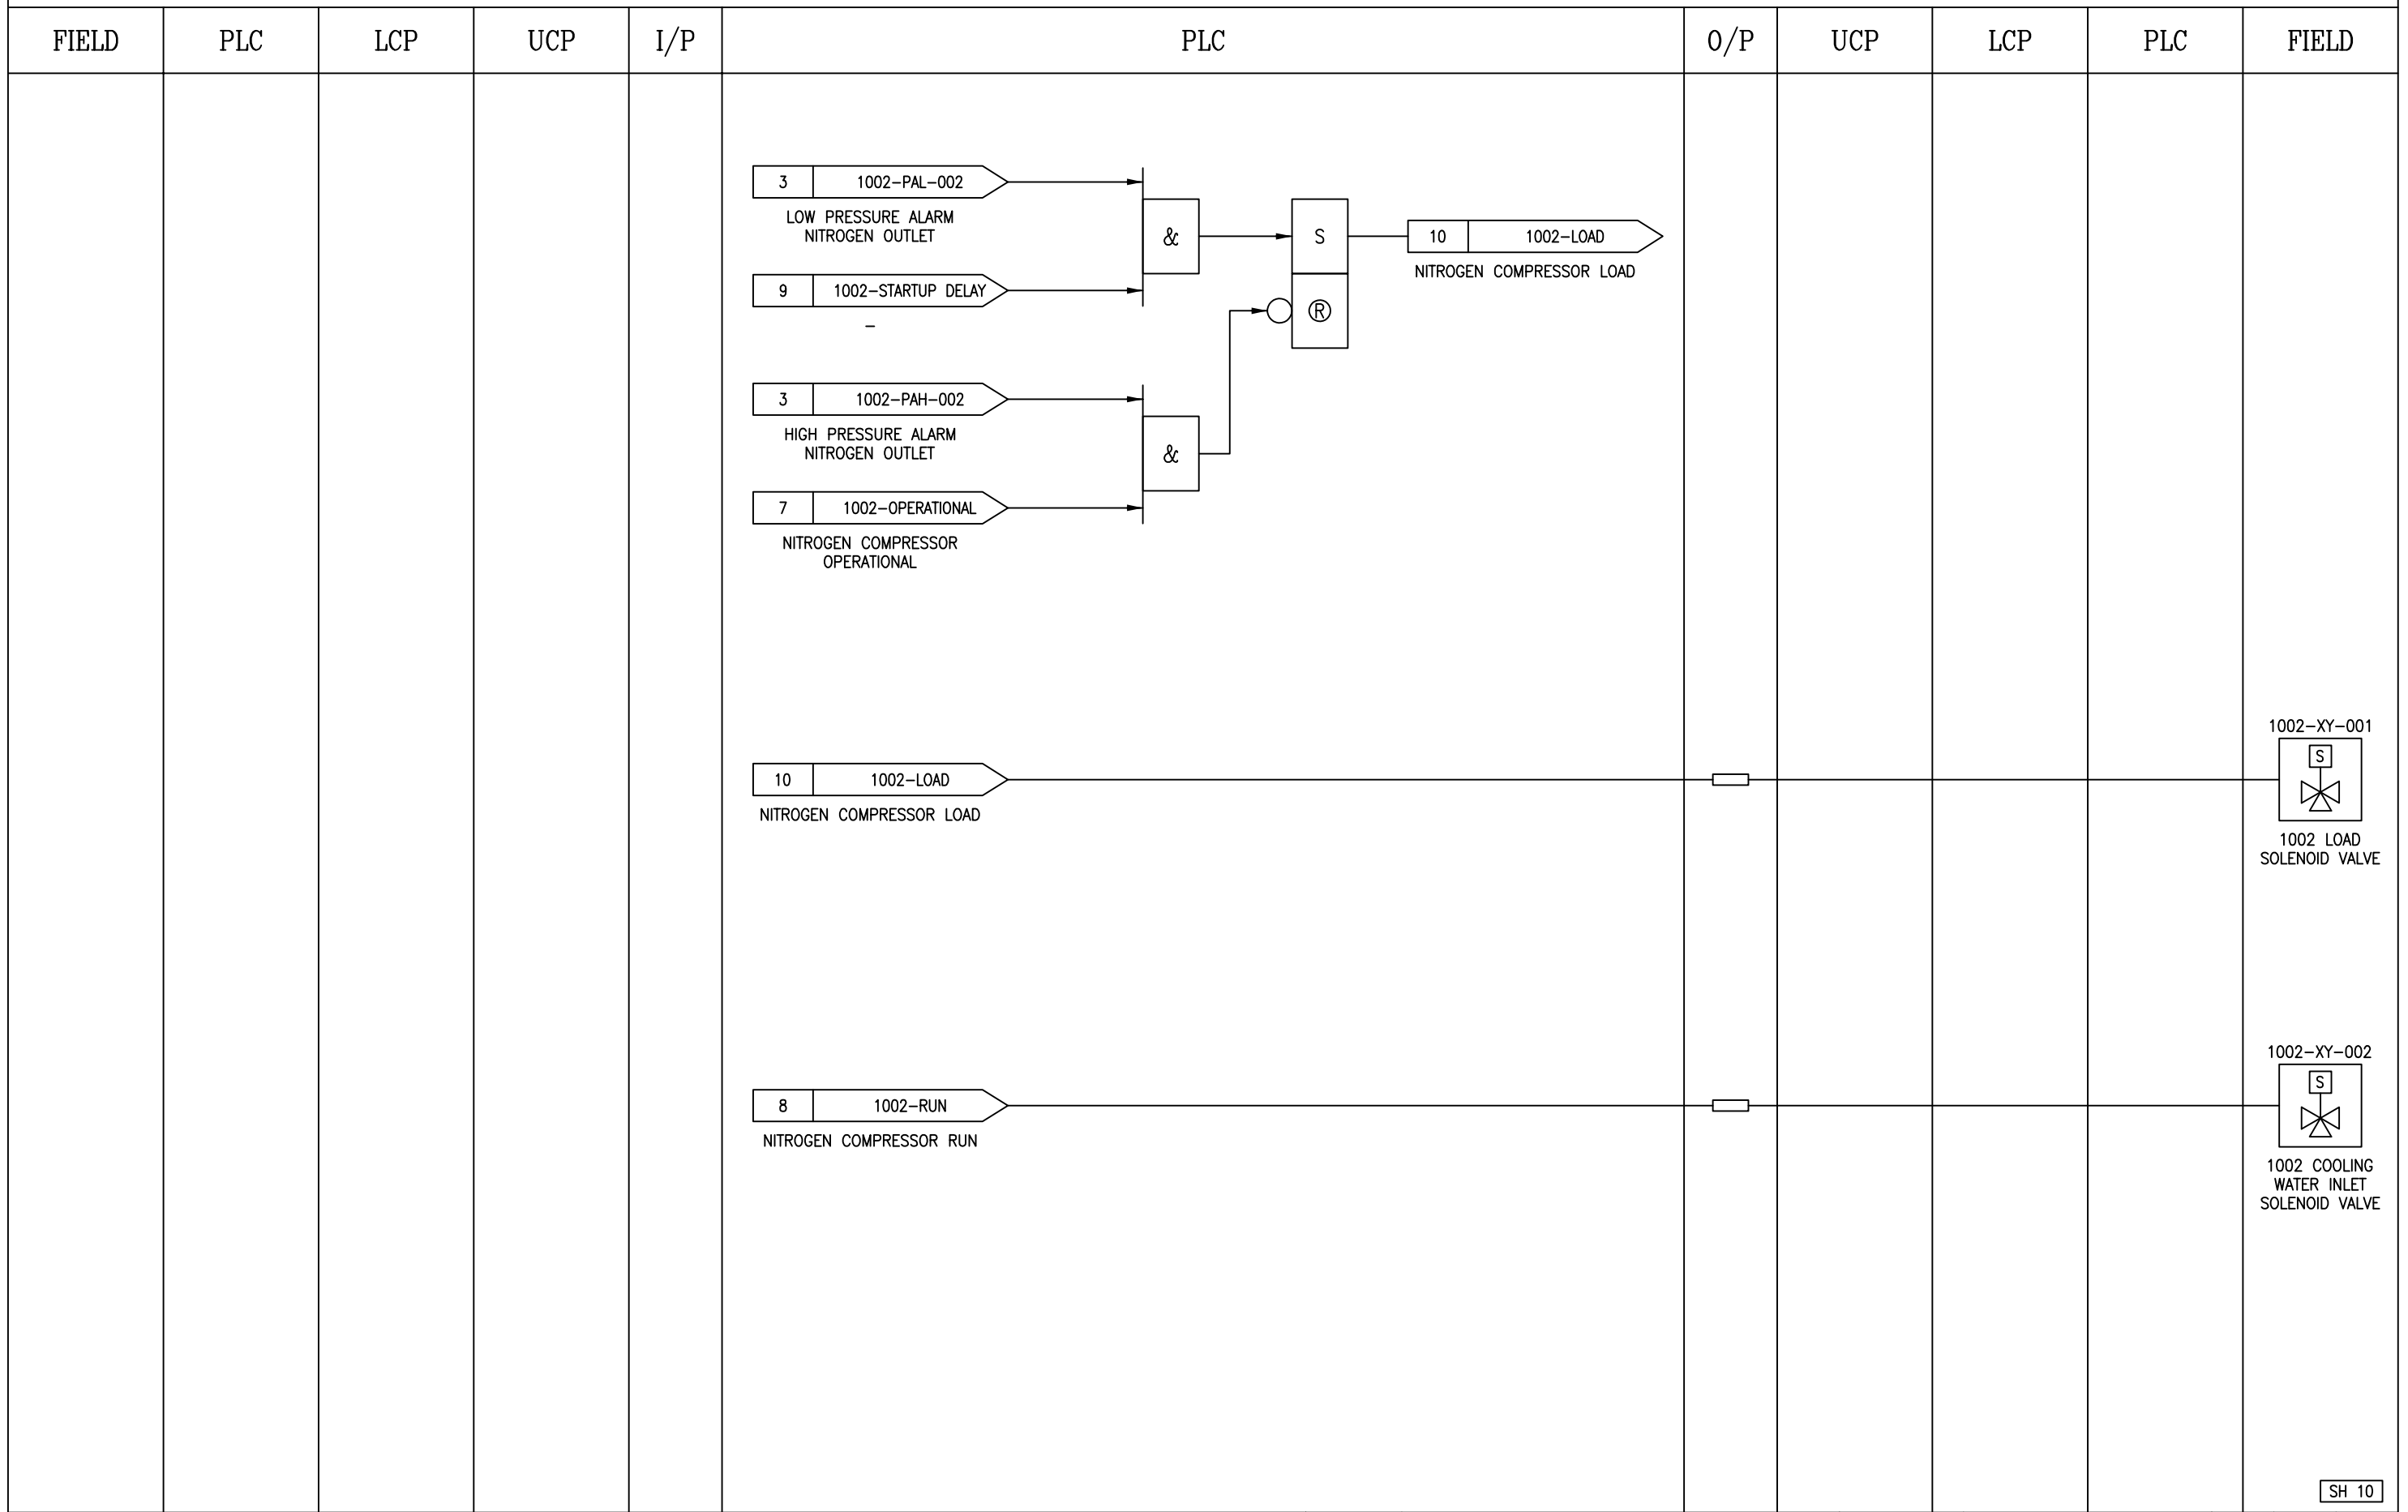 FIELD PLC LCP UCP I/P PLC O/P UCP LCP PLC FIELD
3 1002-PAL-002
LOW PRESSURE ALARM
NITROGEN OUTLET
& S 10 1002-LOAD
NITROGEN COMPRESSOR LOAD
9 1002-STARTUP DELAY
-
Ⓡ
3 1002-PAH-002
HIGH PRESSURE ALARM
NITROGEN OUTLET
&
7 1002-OPERATIONAL
NITROGEN COMPRESSOR
OPERATIONAL
1002-XY-001
S
10 1002-LOAD
NITROGEN COMPRESSOR LOAD
1002 LOAD
SOLENOID VALVE
1002-XY-002
S
8 1002-RUN
NITROGEN COMPRESSOR RUN
1002 COOLING
WATER INLET
SOLENOID VALVE
SH 10